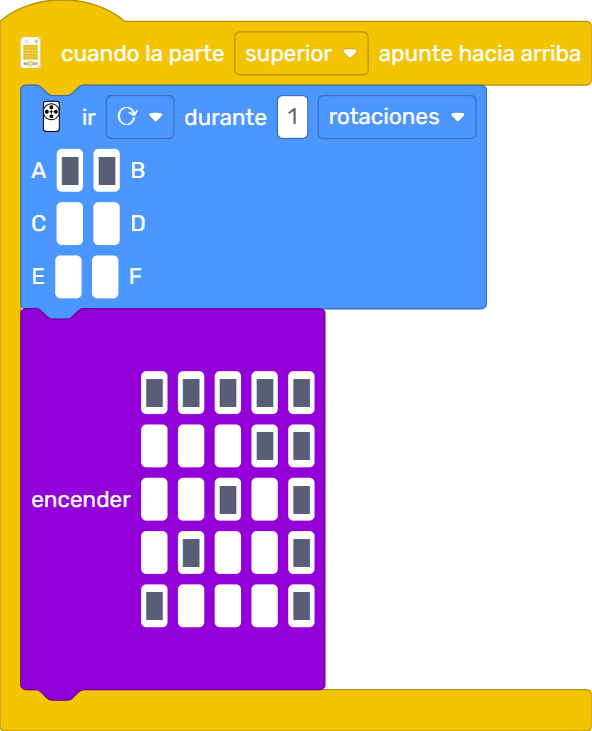 cuando la parte superior apunte hacia arriba
ir durante 1 rotaciones
A B
C D
E F
encender